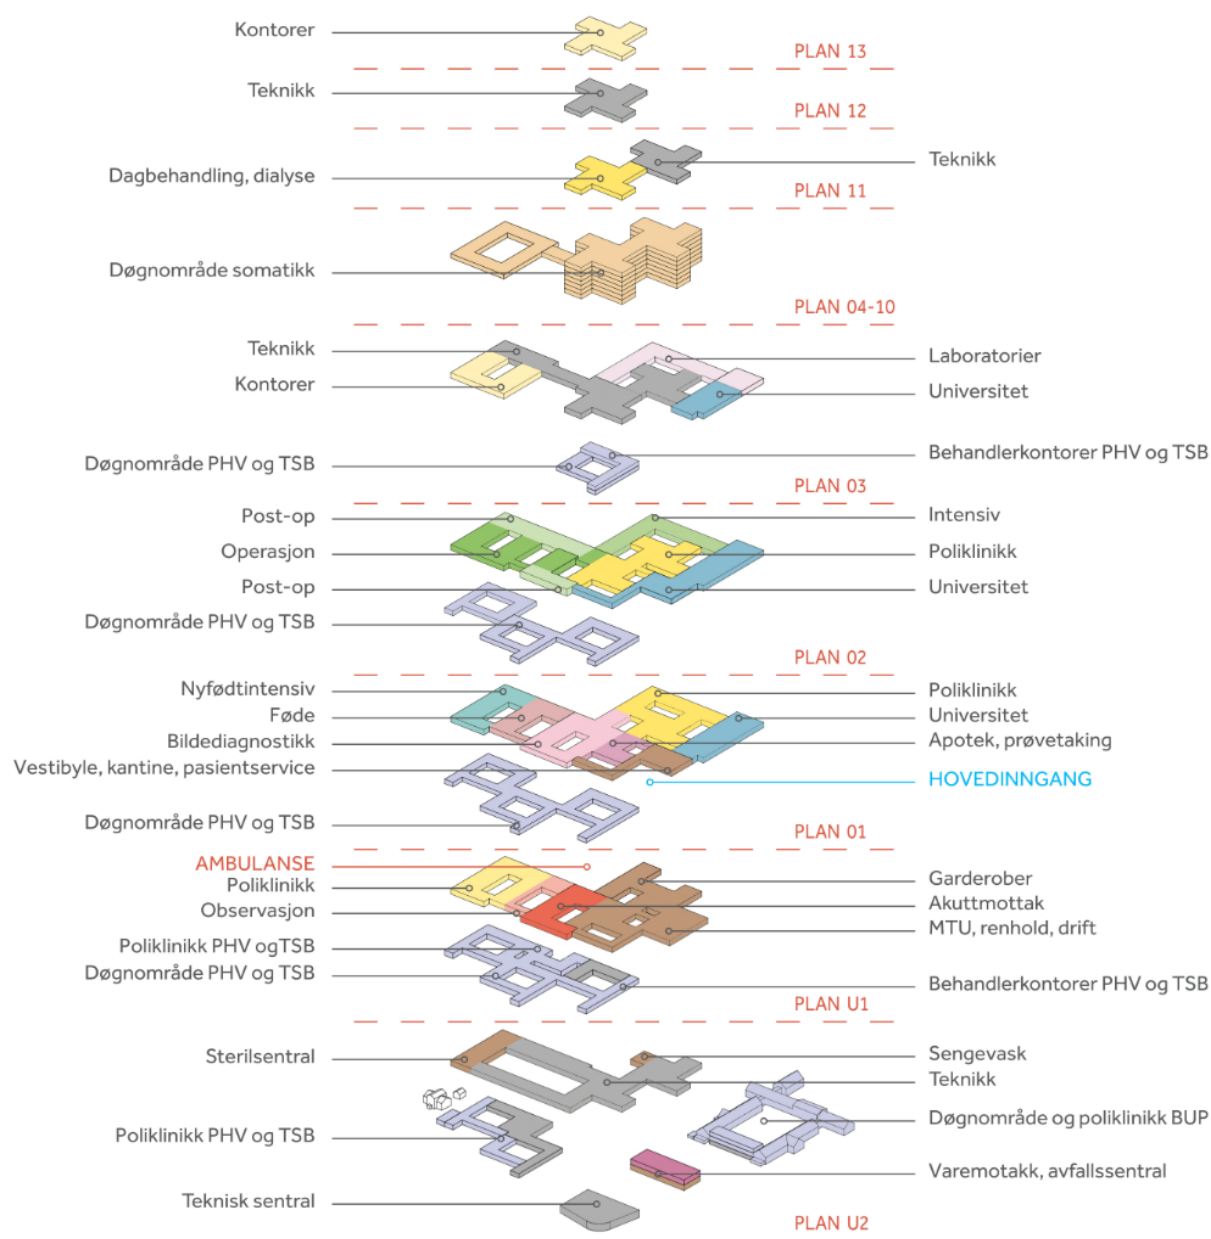 Kontorer
PLAN 13
Teknikk
PLAN 12
Teknikk
Dagbehandling, dialyse
PLAN 11
Døgnområde somatikk
PLAN 04-10
Teknikk
Laboratorier
Kontorer
Universitet
Døgnområde PHV og TSB
Behandlerkontorer PHV og TSB
PLAN 03
Post-op
Intensiv
Operasjon
Poliklinikk
Post-op
Universitet
Døgnområde PHV og TSB
PLAN 02
Nyfødtintensiv
Poliklinikk
Føde
Universitet
Bildediagnostikk
Apotek, prøvetaking
Vestibyle, kantine, pasientservice
HOVEDINNGANG
Døgnområde PHV og TSB
PLAN 01
AMBULANSE
Poliklinikk
Garderober
Observasjon
Akuttmottak
MTU, renhold, drift
Poliklinikk PHV ogTSB
Døgnområde PHV og TSB
Behandlerkontorer PHV og TSB
PLAN U1
Sterilsentral
Sengevask
Teknikk
Døgnområde og poliklinikk BUP
Poliklinikk PHV og TSB
Varemotakk, avfallssentral
Teknisk sentral
PLAN U2